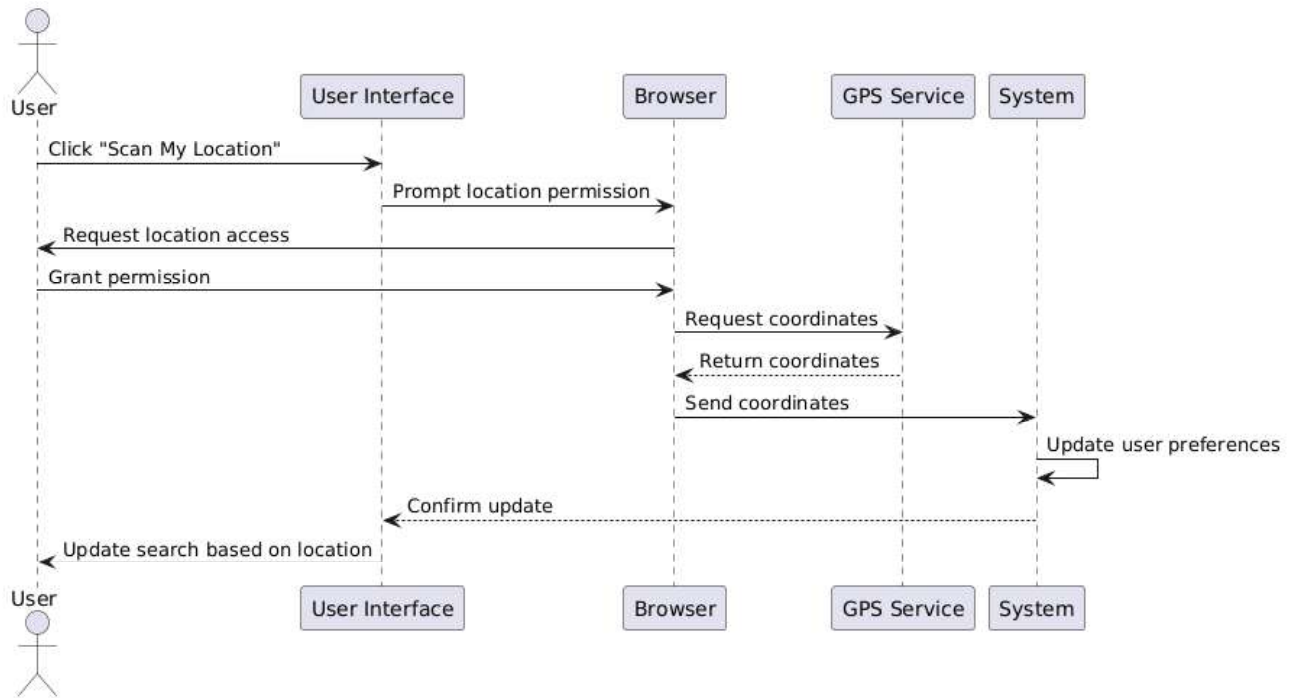 User
User Interface
Browser
GPS Service
System
Click "Scan My Location"
Prompt location permission
Request location access
Grant permission
Request coordinates
Return coordinates
Send coordinates
Update user preferences
Confirm update
Update search based on location
User
User Interface
Browser
GPS Service
System